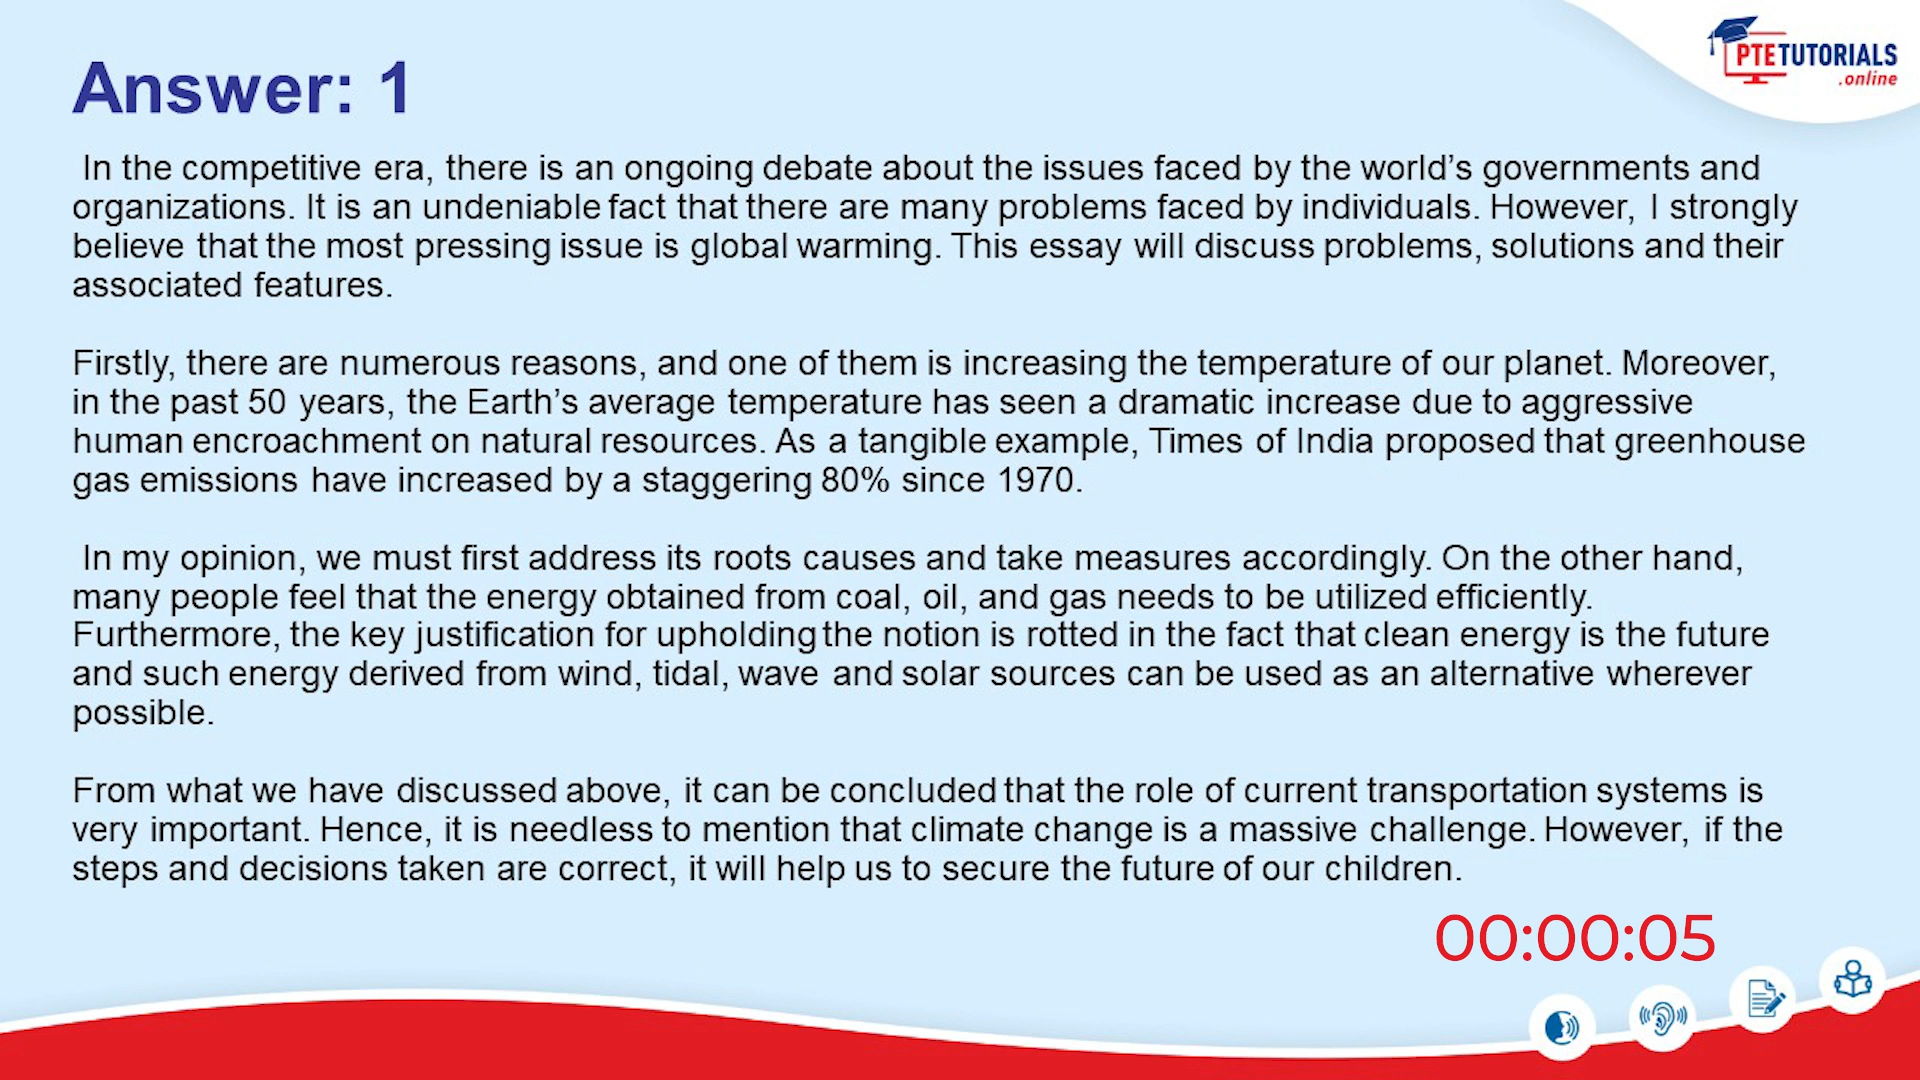 PTETUTORIALS
.online
Answer: 1
In the competitive era, there is an ongoing debate about the issues faced by the world’s governments and
organizations. It is an undeniable fact that there are many problems faced by individuals. However, I strongly
believe that the most pressing issue is global warming. This essay will discuss problems, solutions and their
associated features.
Firstly, there are numerous reasons, and one of them is increasing the temperature of our planet. Moreover,
in the past 50 years, the Earth’s average temperature has seen a dramatic increase due to aggressive
human encroachment on natural resources. As a tangible example, Times of India proposed that greenhouse
gas emissions have increased by a staggering 80% since 1970.
In my opinion, we must first address its roots causes and take measures accordingly. On the other hand,
many people feel that the energy obtained from coal, oil, and gas needs to be utilized efficiently.
Furthermore, the key justification for upholding the notion is rotted in the fact that clean energy is the future
and such energy derived from wind, tidal, wave and solar sources can be used as an alternative wherever
possible.
From what we have discussed above, it can be concluded that the role of current transportation systems is
very important. Hence, it is needless to mention that climate change is a massive challenge. However, if the
steps and decisions taken are correct, it will help us to secure the future of our children.
00:00:05